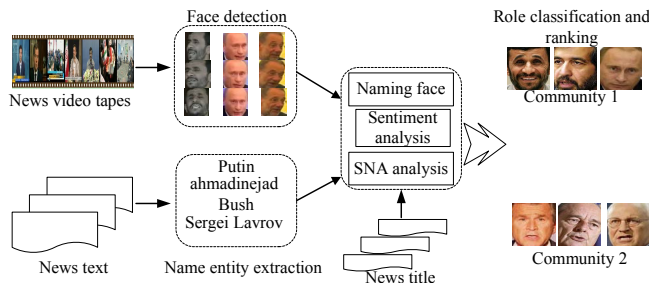 Face detection
Role classification and
ranking
News video tapes
Naming face
Sentiment
analysis
SNA analysis
Community 1
Putin
ahmadinejad
Bush
Sergei Lavrov
News text
Name entity extraction
News title
Community 2